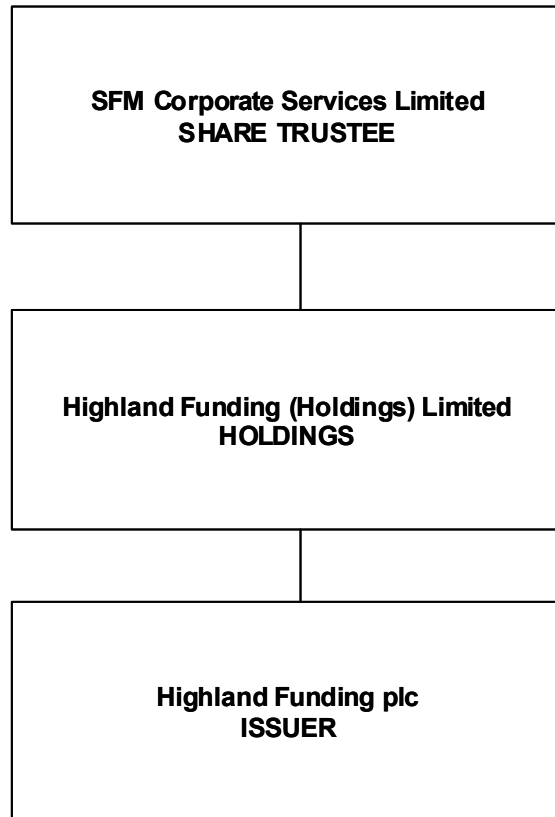 SFM Corporate Services Limited
SHARE TRUSTEE
Highland Funding (Holdings) Limited
HOLDINGS
Highland Funding plc
ISSUER